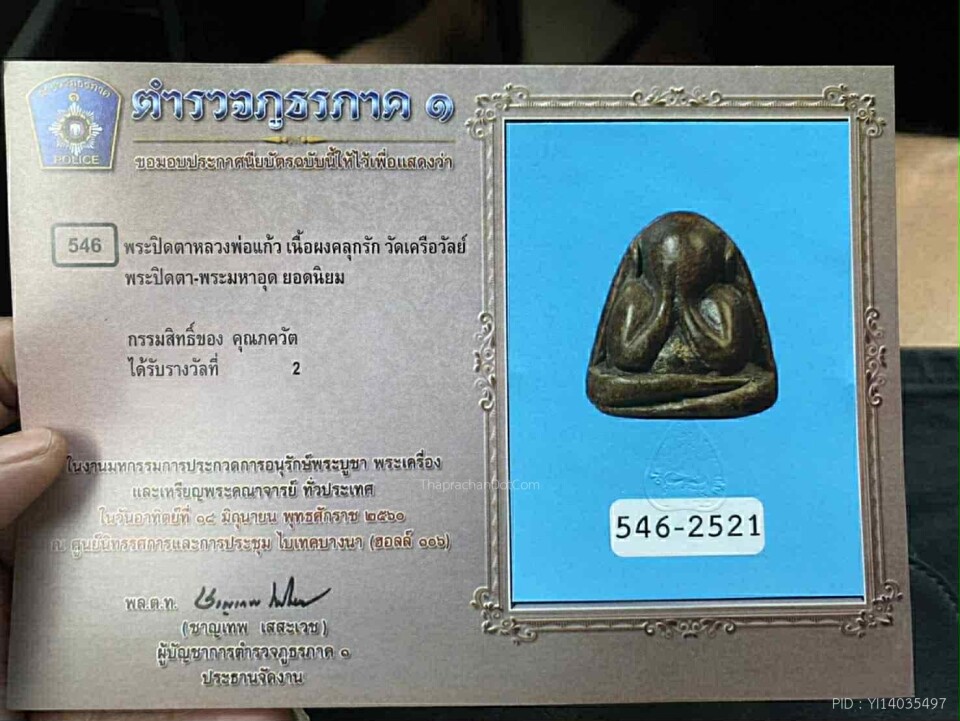 ตำรวจภูธรภาค ๑
POLICE
ขอมอบประกาศนียบัตรฉบับนี้ให้ไว้เพื่อแสดงว่า
546
พระปิดตาหลวงพ่อแก้ว เนื้อผงคลุกรัก วัดเครือวัลย์
พระปิดตา-พระมหาอุด ยอดนิยม
กรรมสิทธิ์ของ คุณภควัต
ได้รับรางวัลที่ 2
ในงานมหกรรมการประกวดการอนุรักษ์พระบูชา พระเครื่อง
และเหรียญพระคณาจารย์ ทั่วประเทศ
ThaprachanDotCom
ในวันอาทิตย์ที่ ๑๘ มิถุนายน พุทธศักราช ๒๕๖๐
ณ ศูนย์นิทรรศการและการประชุม ไบเทคบางนา (ฮอลล์ ๑๐๖)
546-2521
พล.ต.ท.
(ชาญเทพ เสสะเวช)
ผู้บัญชาการตำรวจภูธรภาค ๑
ประธานจัดงาน
PID : YI14035497